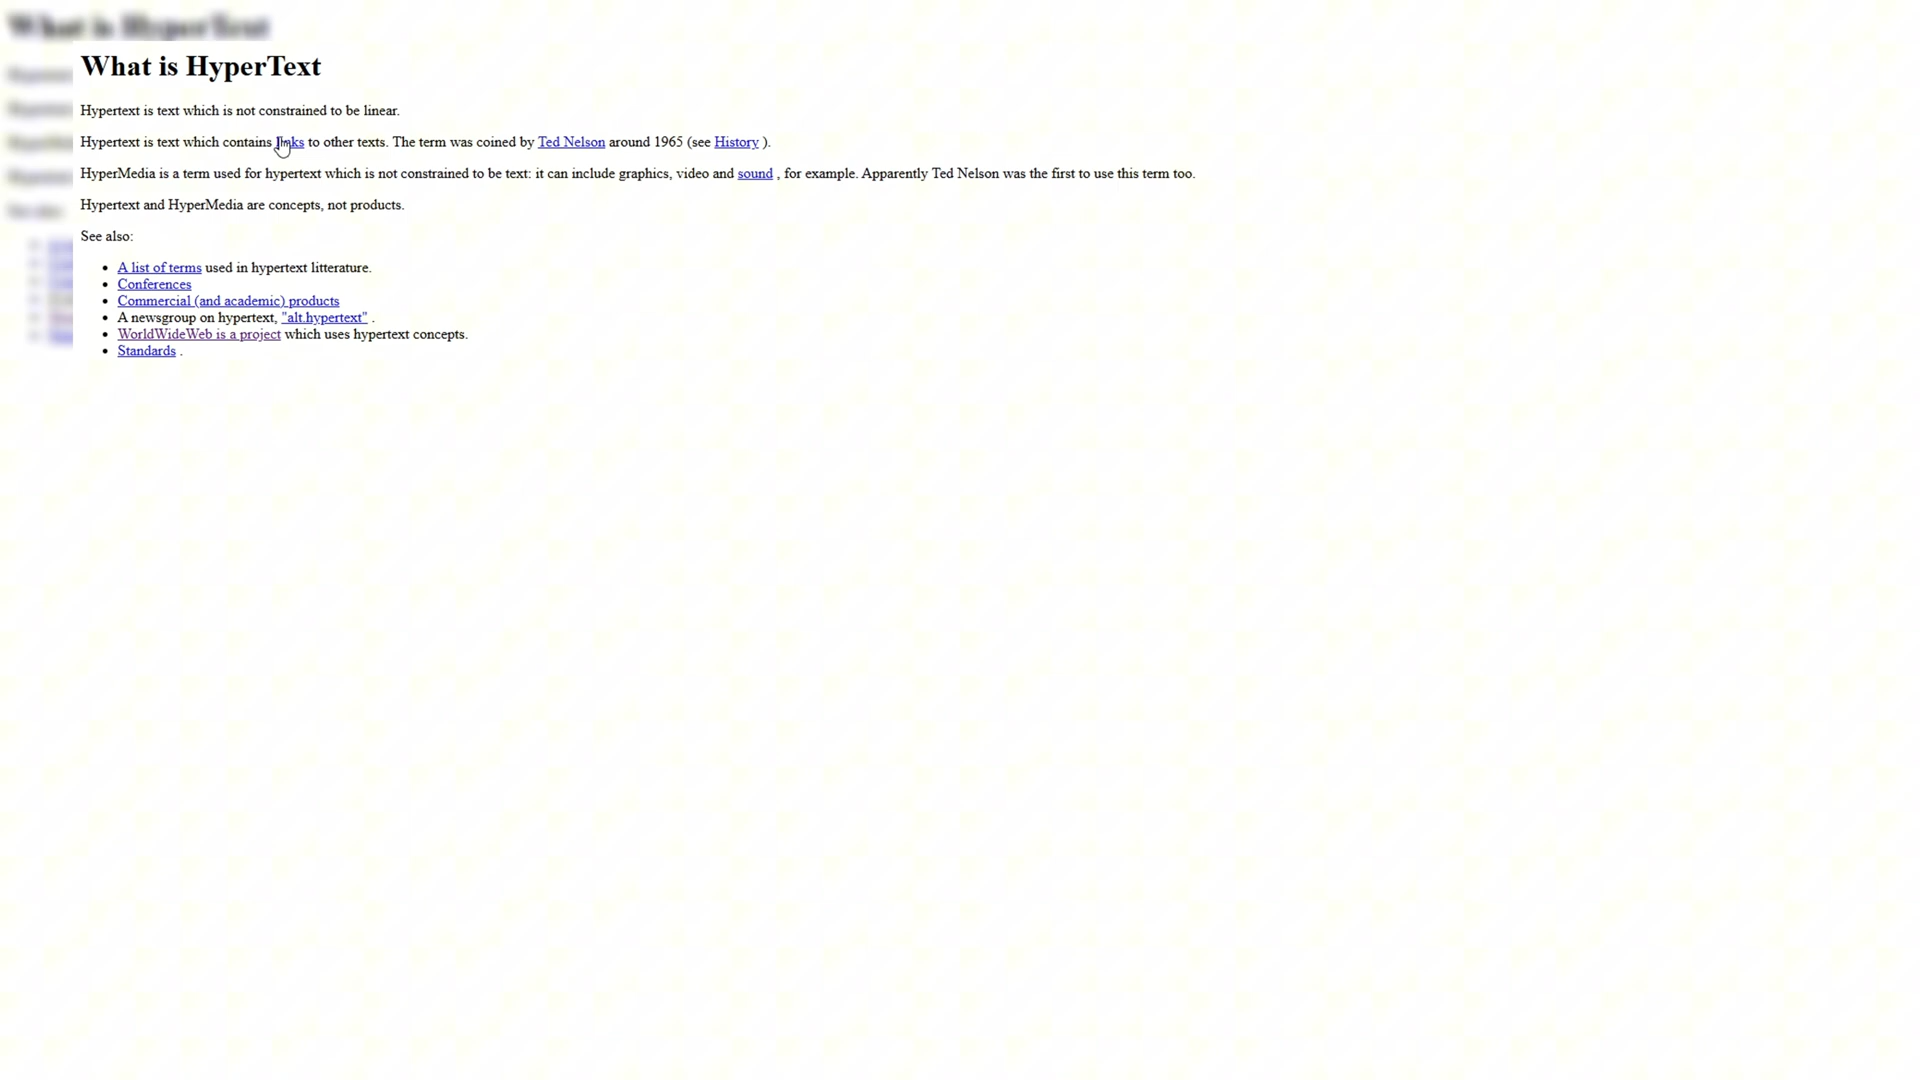 What is HyperText
Hypertext is text which is not constrained to be linear.
Hypertext is text which contains links to other texts. The term was coined by Ted Nelson around 1965 (see History ).
HyperMedia is a term used for hypertext which is not constrained to be text: it can include graphics, video and sound , for example. Apparently Ted Nelson was the first to use this term too.
Hypertext and HyperMedia are concepts, not products.
See also:
A list of terms used in hypertext litterature.
Conferences
Commercial (and academic) products
A newsgroup on hypertext, "alt.hypertext" .
WorldWideWeb is a project which uses hypertext concepts.
Standards .